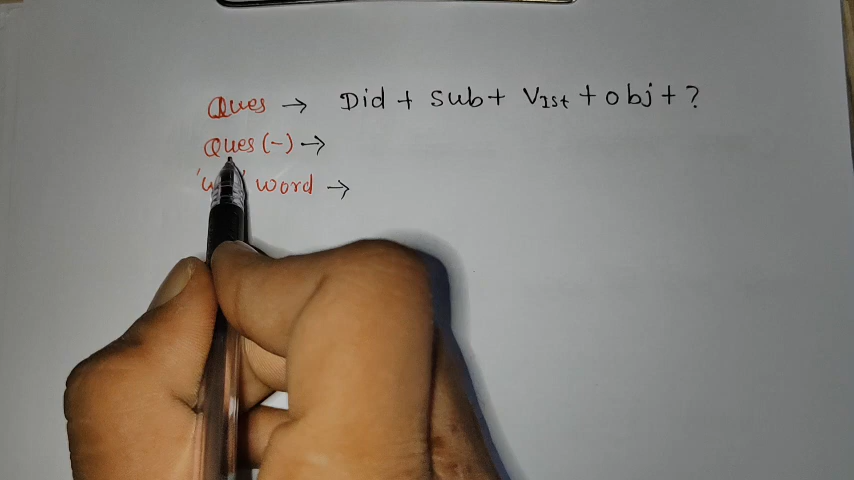 Ques → Did + Sub + V1st + obj + ?
Ques (-) →
word →